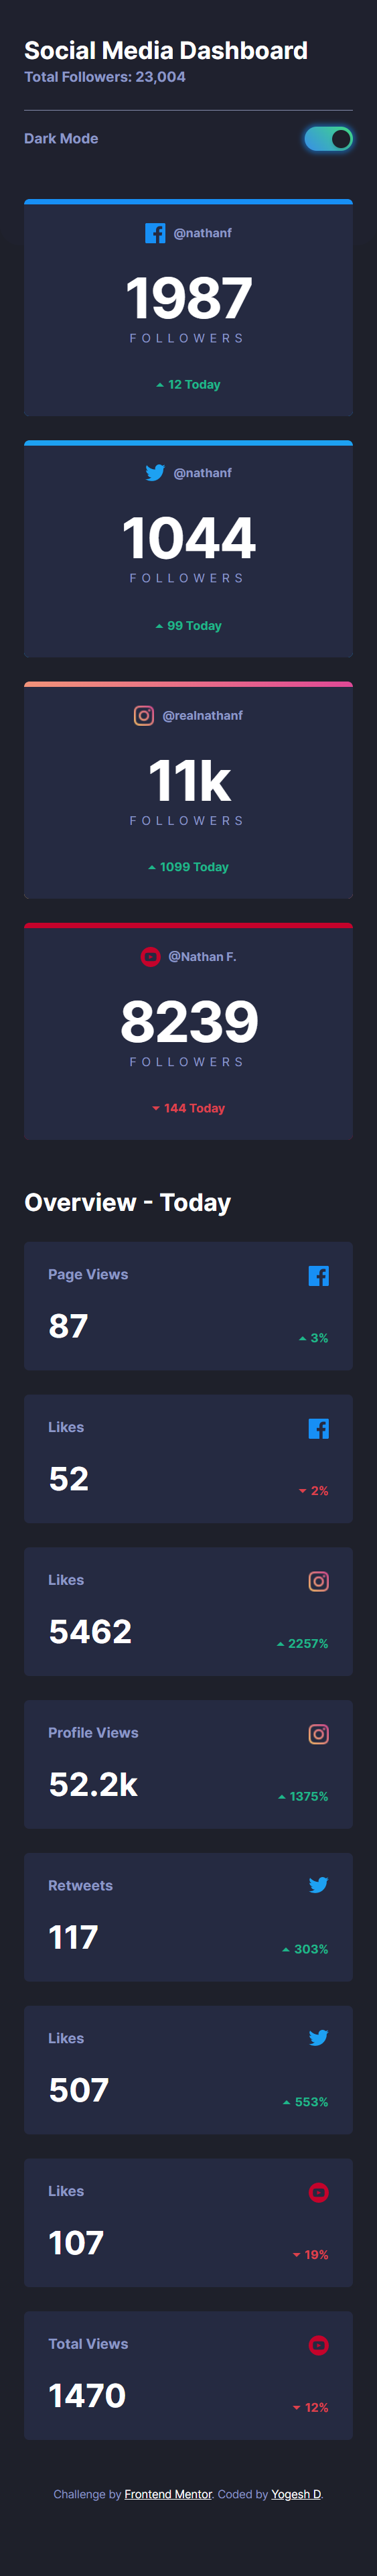 Social Media Dashboard
Total Followers: 23,004
Dark Mode
@nathanf
1987
FOLLOWERS
12 Today
@nathanf
1044
FOLLOWERS
99 Today
@realnathanf
11k
FOLLOWERS
1099 Today
@Nathan F.
8239
FOLLOWERS
144 Today
Overview - Today
Page Views
87
3%
Likes
52
2%
Likes
5462
2257%
Profile Views
52.2k
1375%
Retweets
117
303%
Likes
507
553%
Likes
107
19%
Total Views
1470
12%
Challenge by Frontend Mentor. Coded by Yogesh D.